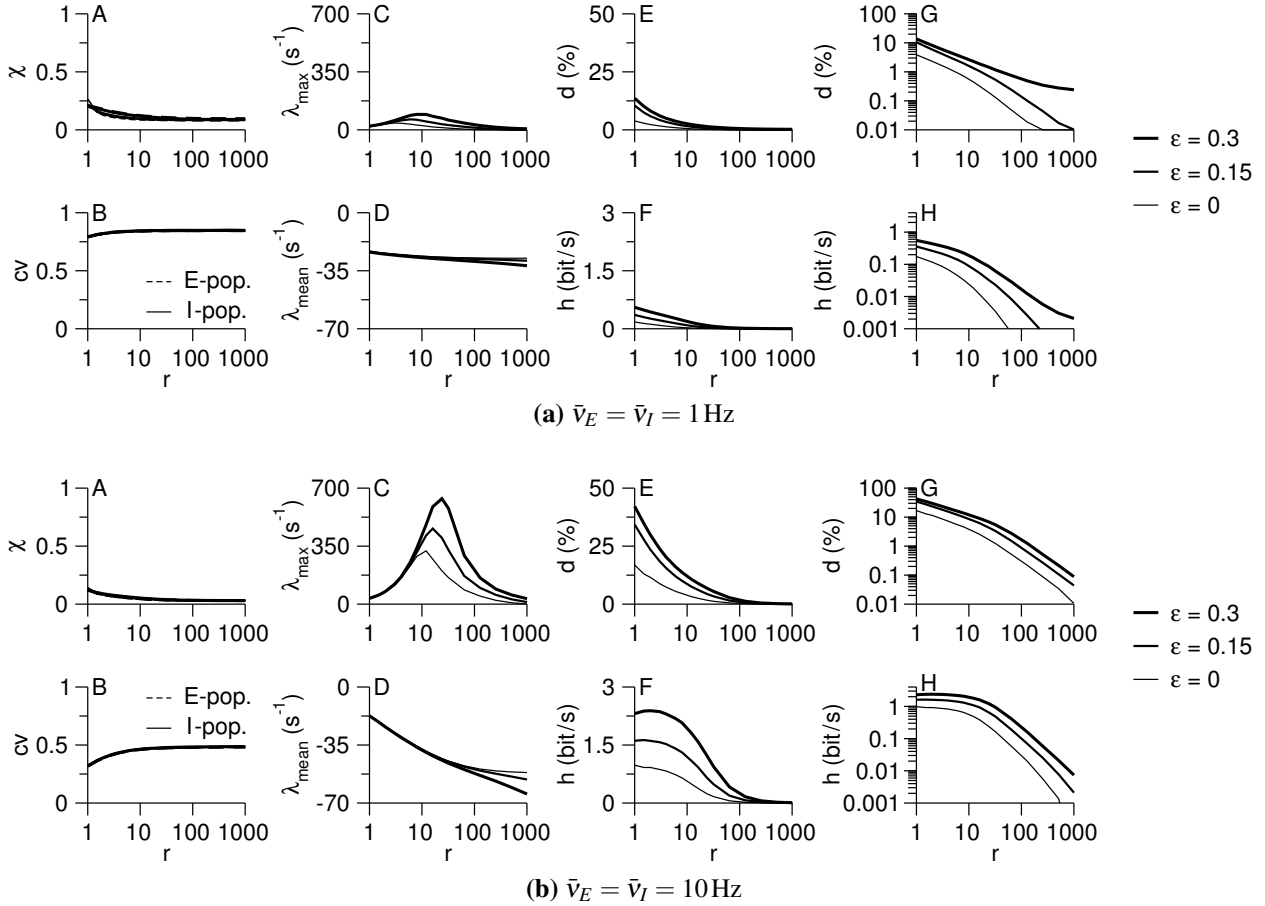 A
1
0.5
0
χ
1 10 100 1000
C
700
350
0
λmax (s⁻¹)
1 10 100 1000
E
50
25
0
d (%)
1 10 100 1000
G
100
10
1
0.1
0.01
d (%)
1 10 100 1000
B
1
0.5
0
cv
E-pop.
I-pop.
1 10 100 1000
r
D
0
-35
-70
λmean (s⁻¹)
1 10 100 1000
r
F
3
1.5
0
h (bit/s)
1 10 100 1000
r
H
1
0.1
0.01
0.001
h (bit/s)
1 10 100 1000
r
ε = 0.3
ε = 0.15
ε = 0
(a) ν̄E = ν̄I = 1Hz
A
1
0.5
0
χ
1 10 100 1000
C
700
350
0
λmax (s⁻¹)
1 10 100 1000
E
50
25
0
d (%)
1 10 100 1000
G
100
10
1
0.1
0.01
d (%)
1 10 100 1000
B
1
0.5
0
cv
E-pop.
I-pop.
1 10 100 1000
r
D
0
-35
-70
λmean (s⁻¹)
1 10 100 1000
r
F
3
1.5
0
h (bit/s)
1 10 100 1000
r
H
1
0.1
0.01
0.001
h (bit/s)
1 10 100 1000
r
ε = 0.3
ε = 0.15
ε = 0
(b) ν̄E = ν̄I = 10Hz